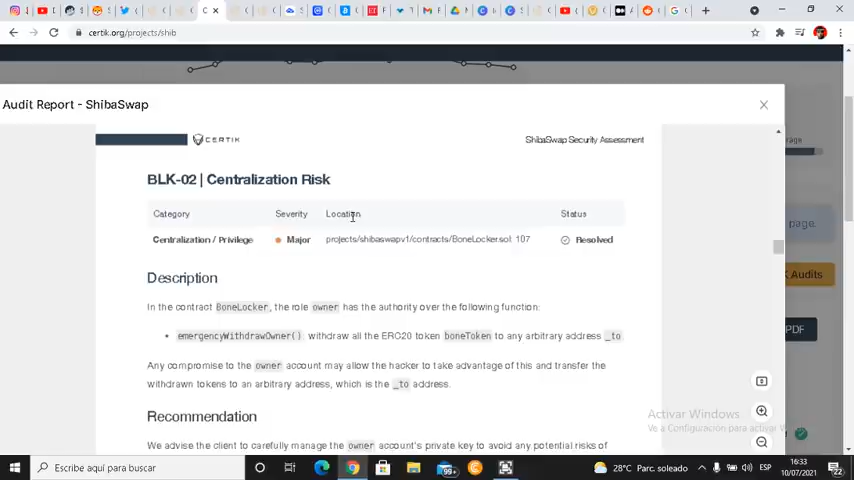 certik.org/projects/shib
Audit Report - ShibaSwap
CERTIK
ShibaSwap Security Assessment
BLK-02 | Centralization Risk
Category Severity Location Status
Centralization / Privilege Major projects/shibaswapv1/contracts/BoneLocker.sol: 107 Resolved
Description
In the contract BoneLocker, the role owner has the authority over the following function:
emergencyWithdrawOwner(): withdraw all the ERC20 token boneToken to any arbitrary address _to
Any compromise to the owner account may allow the hacker to take advantage of this and transfer the
withdrawn tokens to an arbitrary address, which is the _to address.
Recommendation
We advise the client to carefully manage the owner account's private key to avoid any potential risks of
rage
page.
K Audits
PDF
Activar Windows
Ve a Configuración para activar W
Escribe aquí para buscar
99+
28°C Parc. soleado
ESP
16:33
10/07/2021
22